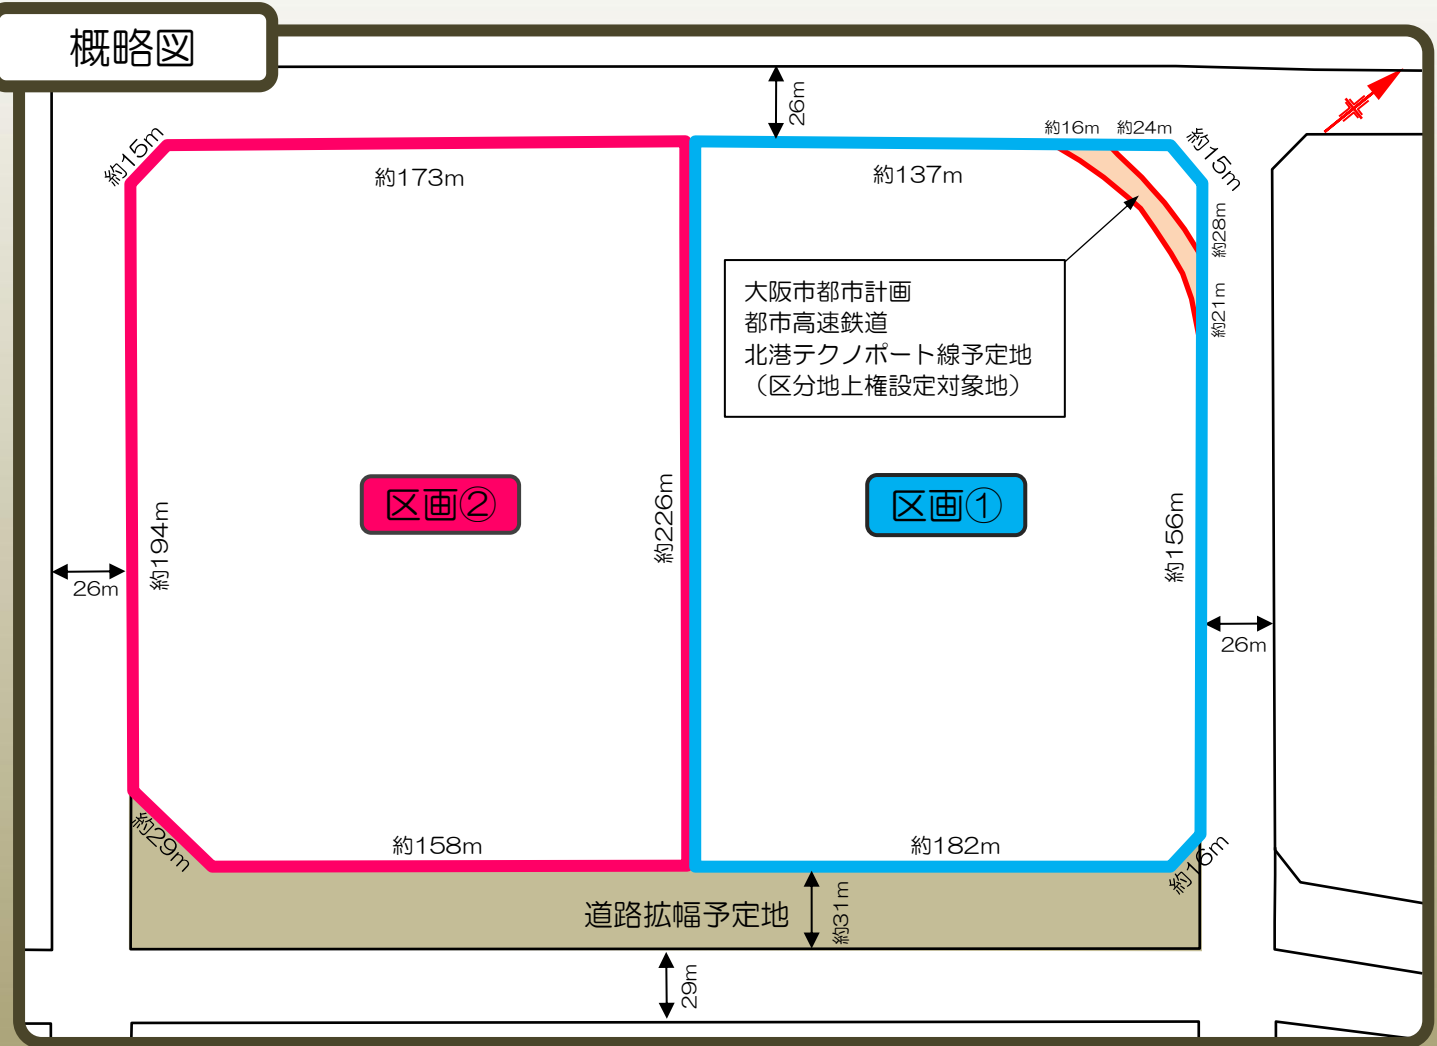 概略図
26m
約16m
約24m
約15m
約15m
約173m
約137m
約28m
約21m
大阪市都市計画
都市高速鉄道
北港テクノポート線予定地
（区分地上権設定対象地）
区画②
区画①
約194m
約226m
約156m
26m
26m
約29m
約158m
約182m
約16m
道路拡幅予定地
約31m
29m